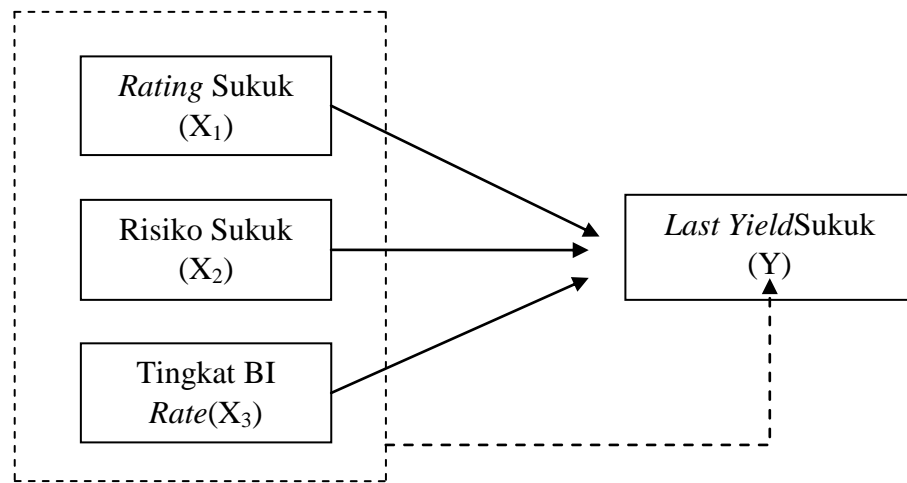 Rating Sukuk
(X₁)
Risiko Sukuk
(X₂)
Tingkat BI
Rate(X₃)
Last YieldSukuk
(Y)